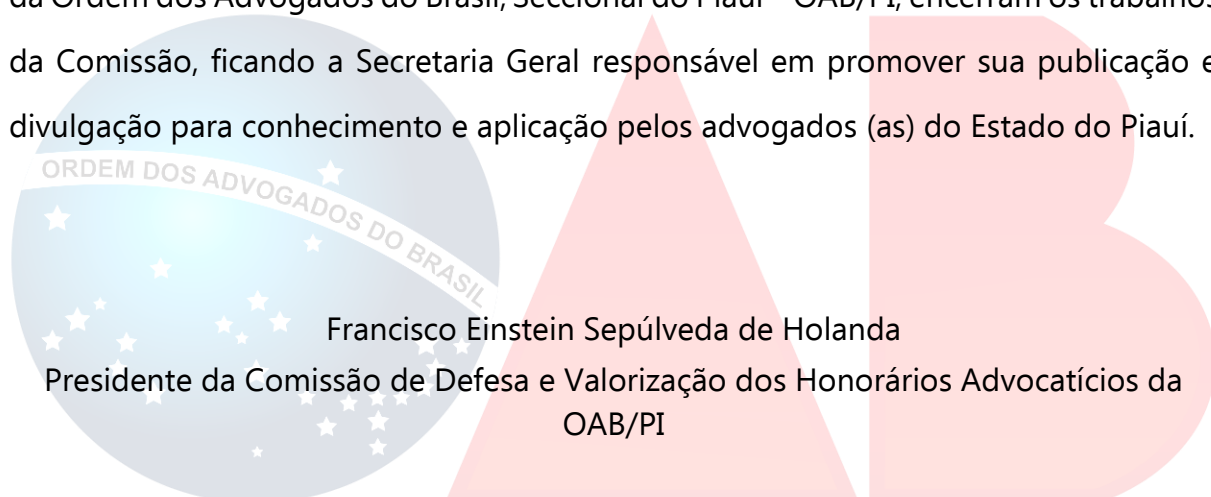 da Ordem dos Advogados do Brasil, Seccional do Piauí – OAB/PI, encerram os trabalhos
da Comissão, ficando a Secretaria Geral responsável em promover sua publicação e
divulgação para conhecimento e aplicação pelos advogados (as) do Estado do Piauí.
ORDEM DOS ADVOGADOS DO BRASIL
Francisco Einstein Sepúlveda de Holanda
Presidente da Comissão de Defesa e Valorização dos Honorários Advocatícios da
OAB/PI